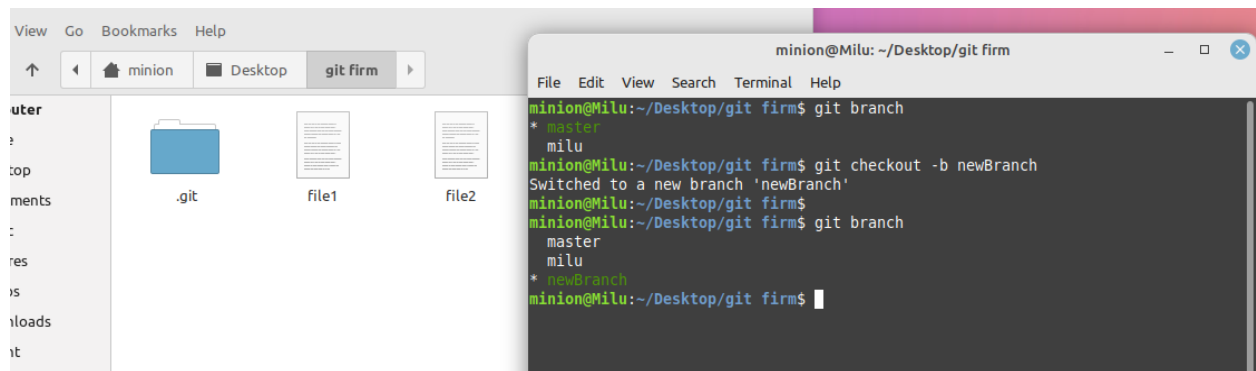 View Go Bookmarks Help
minion Desktop git firm
uter
e
top
ments
res
os
nloads
nt
.git file1 file2
minion@Milu: ~/Desktop/git firm
File Edit View Search Terminal Help
minion@Milu:~/Desktop/git firm$ git branch
* master
  milu
minion@Milu:~/Desktop/git firm$ git checkout -b newBranch
Switched to a new branch 'newBranch'
minion@Milu:~/Desktop/git firm$
minion@Milu:~/Desktop/git firm$ git branch
  master
  milu
* newBranch
minion@Milu:~/Desktop/git firm$